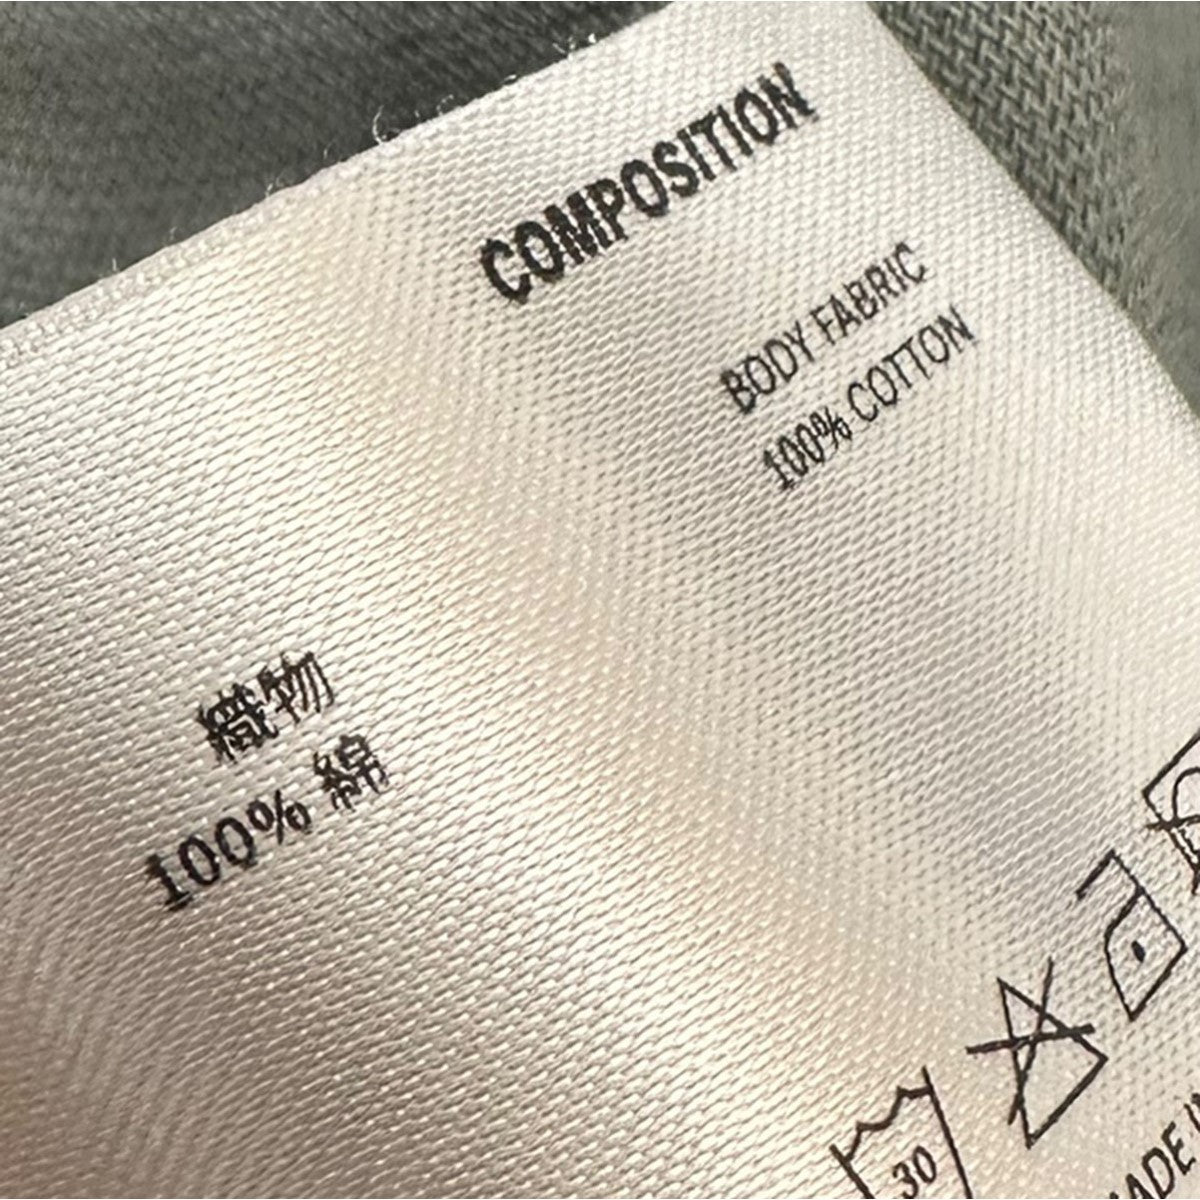 COMPOSITION
BODY FABRIC
100% COTTON
織物
100% 綿
30